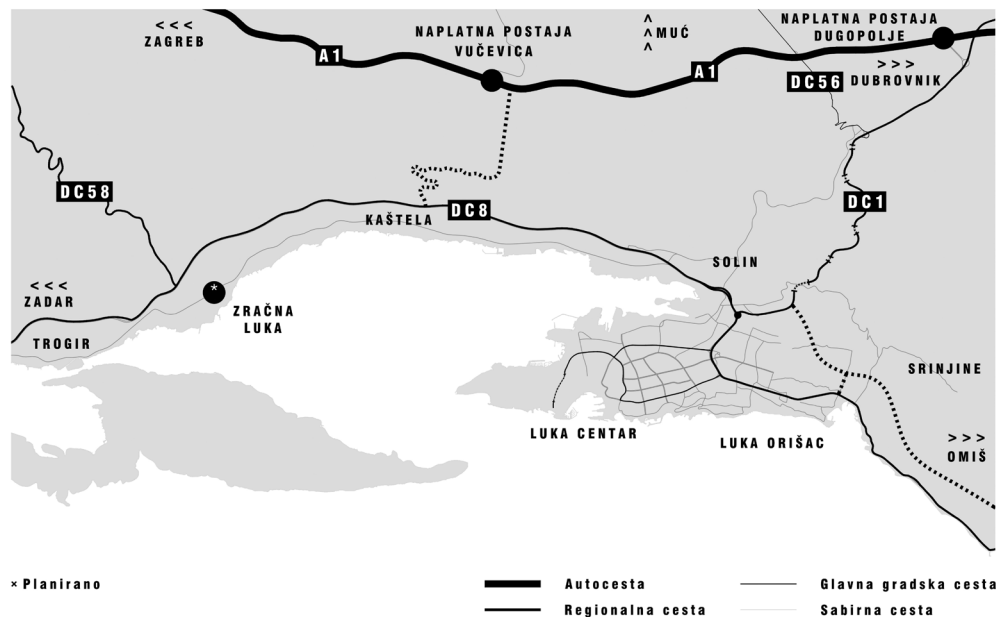 <<<
ZAGREB
NAPLATNA POSTAJA
VUČEVICA
^
^ MUĆ
^
NAPLATNA POSTAJA
DUGOPOLJE
A1
A1
>>>
DC56 DUBROVNIK
DC58
KAŠTELA
DC8
DC1
SOLIN
<<<
ZADAR
*
ZRAČNA
LUKA
TROGIR
SRINJINE
LUKA CENTAR
LUKA ORIŠAC
>>>
OMIŠ
× Planirano
Autocesta
Glavna gradska cesta
Regionalna cesta
Sabirna cesta